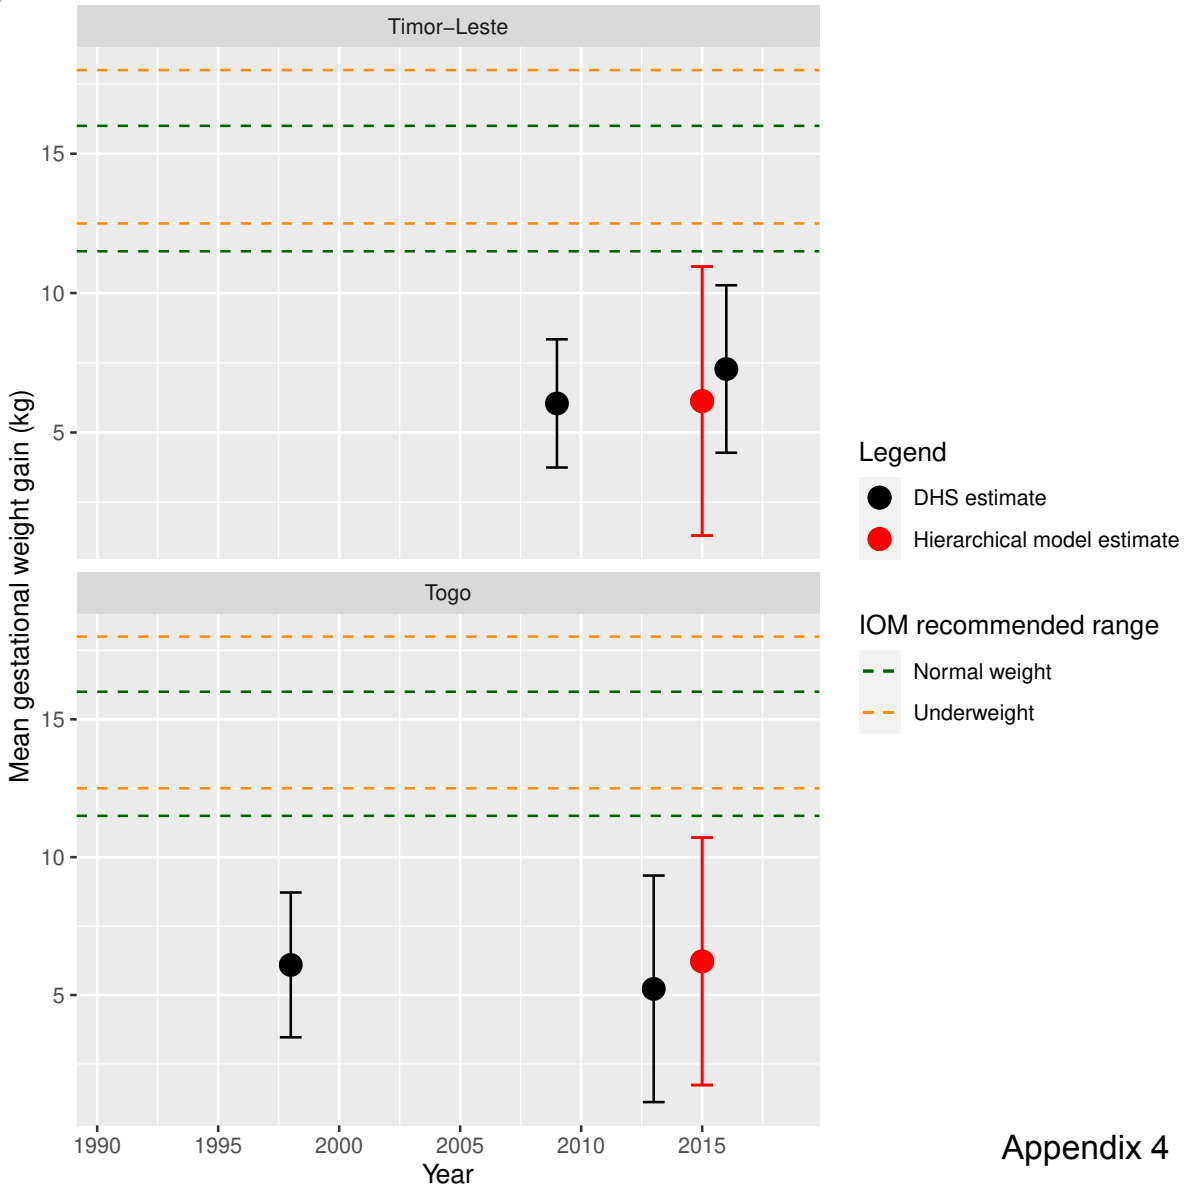 Timor−Leste
15
10
5
Togo
15
10
5
1990
1995
2000
2005
2010
2015
Year
Mean gestational weight gain (kg)
Legend
DHS estimate
Hierarchical model estimate
IOM recommended range
Normal weight
Underweight
Appendix 4